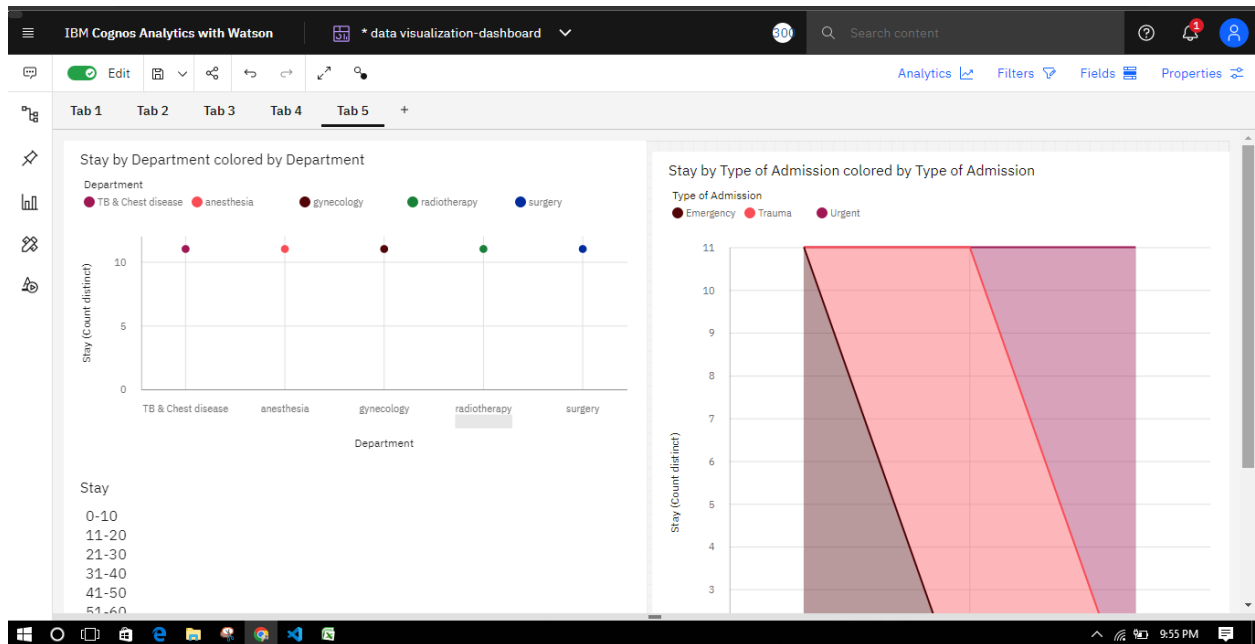 IBM Cognos Analytics with Watson
* data visualization-dashboard
300
Search content
1
Edit
Analytics
Filters
Fields
Properties
Tab 1
Tab 2
Tab 3
Tab 4
Tab 5
+
Stay by Department colored by Department
Department
TB & Chest disease
anesthesia
gynecology
radiotherapy
surgery
Stay (Count distinct)
10
5
0
TB & Chest disease
anesthesia
gynecology
radiotherapy
surgery
Department
Stay
0-10
11-20
21-30
31-40
41-50
51-60
Stay by Type of Admission colored by Type of Admission
Type of Admission
Emergency
Trauma
Urgent
Stay (Count distinct)
11
10
9
8
7
6
5
4
3
9:55 PM